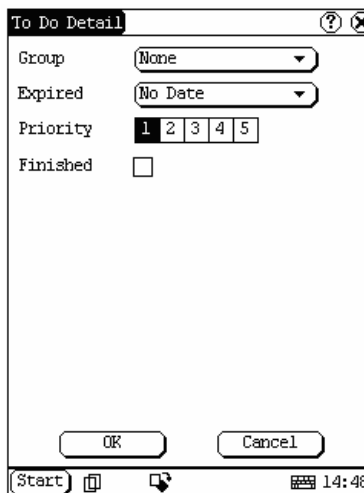 To Do Detail ?
Group None
Expired No Date
Priority 1 2 3 4 5
Finished
OK Cancel
Start 14:48